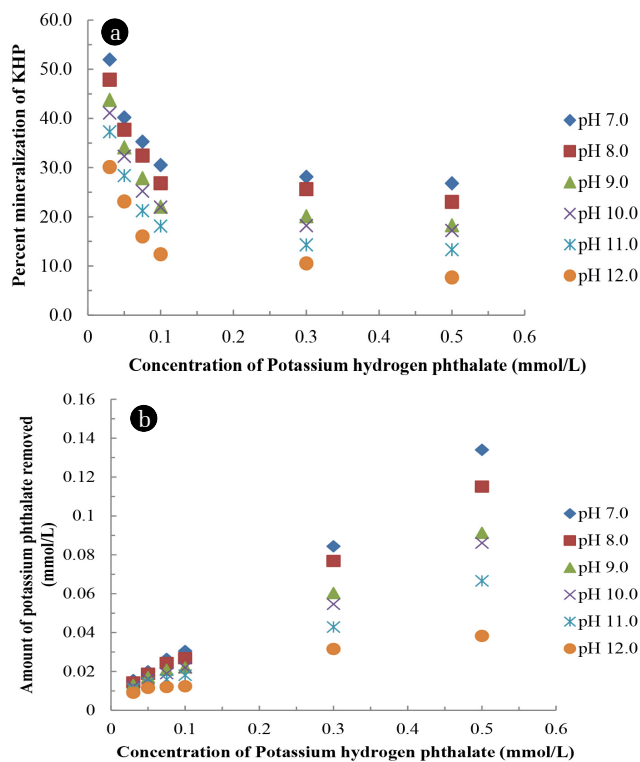 a
60.0
50.0
40.0
30.0
20.0
10.0
0.0
Percent mineralization of KHP
0 0.1 0.2 0.3 0.4 0.5 0.6
Concentration of Potassium hydrogen phthalate (mmol/L)
pH 7.0
pH 8.0
pH 9.0
pH 10.0
pH 11.0
pH 12.0
b
0.16
0.14
0.12
0.1
0.08
0.06
0.04
0.02
0
Amount of potassium phthalate removed
(mmol/L)
0 0.1 0.2 0.3 0.4 0.5 0.6
Concentration of Potassium hydrogen phthalate (mmol/L)
pH 7.0
pH 8.0
pH 9.0
pH 10.0
pH 11.0
pH 12.0